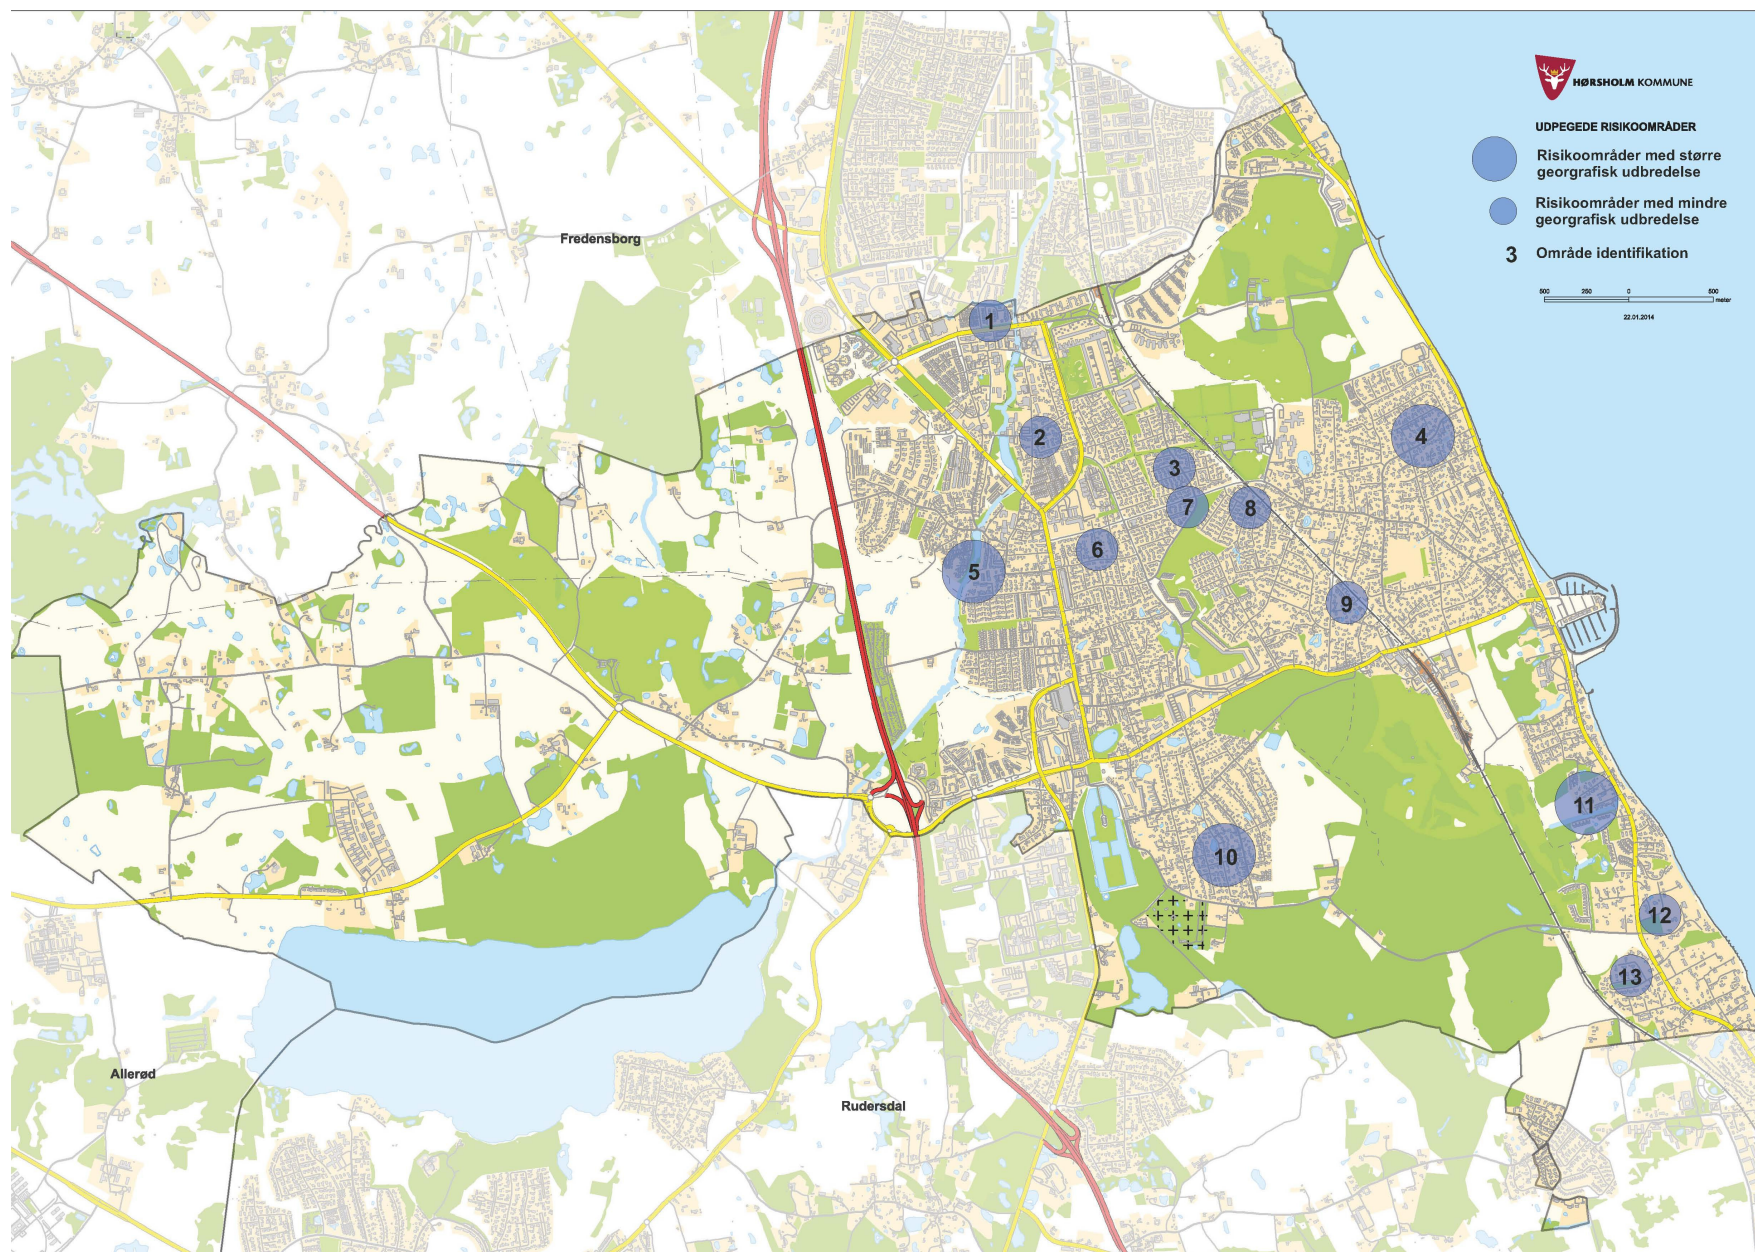 HØRSHOLM KOMMUNE
UDPEGEDE RISIKOOMRÅDER
Risikoområder med større
georgrafisk udbredelse
Risikoområder med mindre
georgrafisk udbredelse
3 Område identifikation
500 250 0 500 meter
22.01.2014
Fredensborg
1
2
3
4
7
8
6
5
9
11
10
12
13
Allerød
Rudersdal